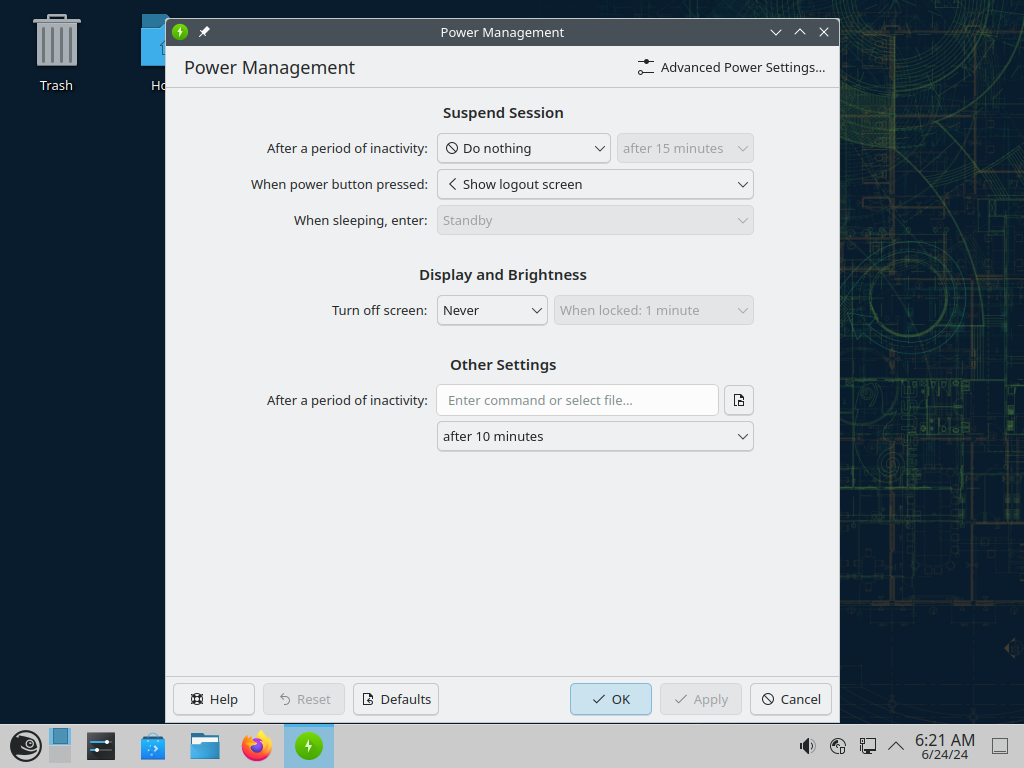 Power Management
Trash
Ho
Power Management
Advanced Power Settings...
Suspend Session
After a period of inactivity:
Do nothing
after 15 minutes
When power button pressed:
Show logout screen
When sleeping, enter:
Standby
Display and Brightness
Turn off screen:
Never
When locked: 1 minute
Other Settings
After a period of inactivity:
Enter command or select file...
after 10 minutes
Help
Reset
Defaults
OK
Apply
Cancel
6:21 AM
6/24/24